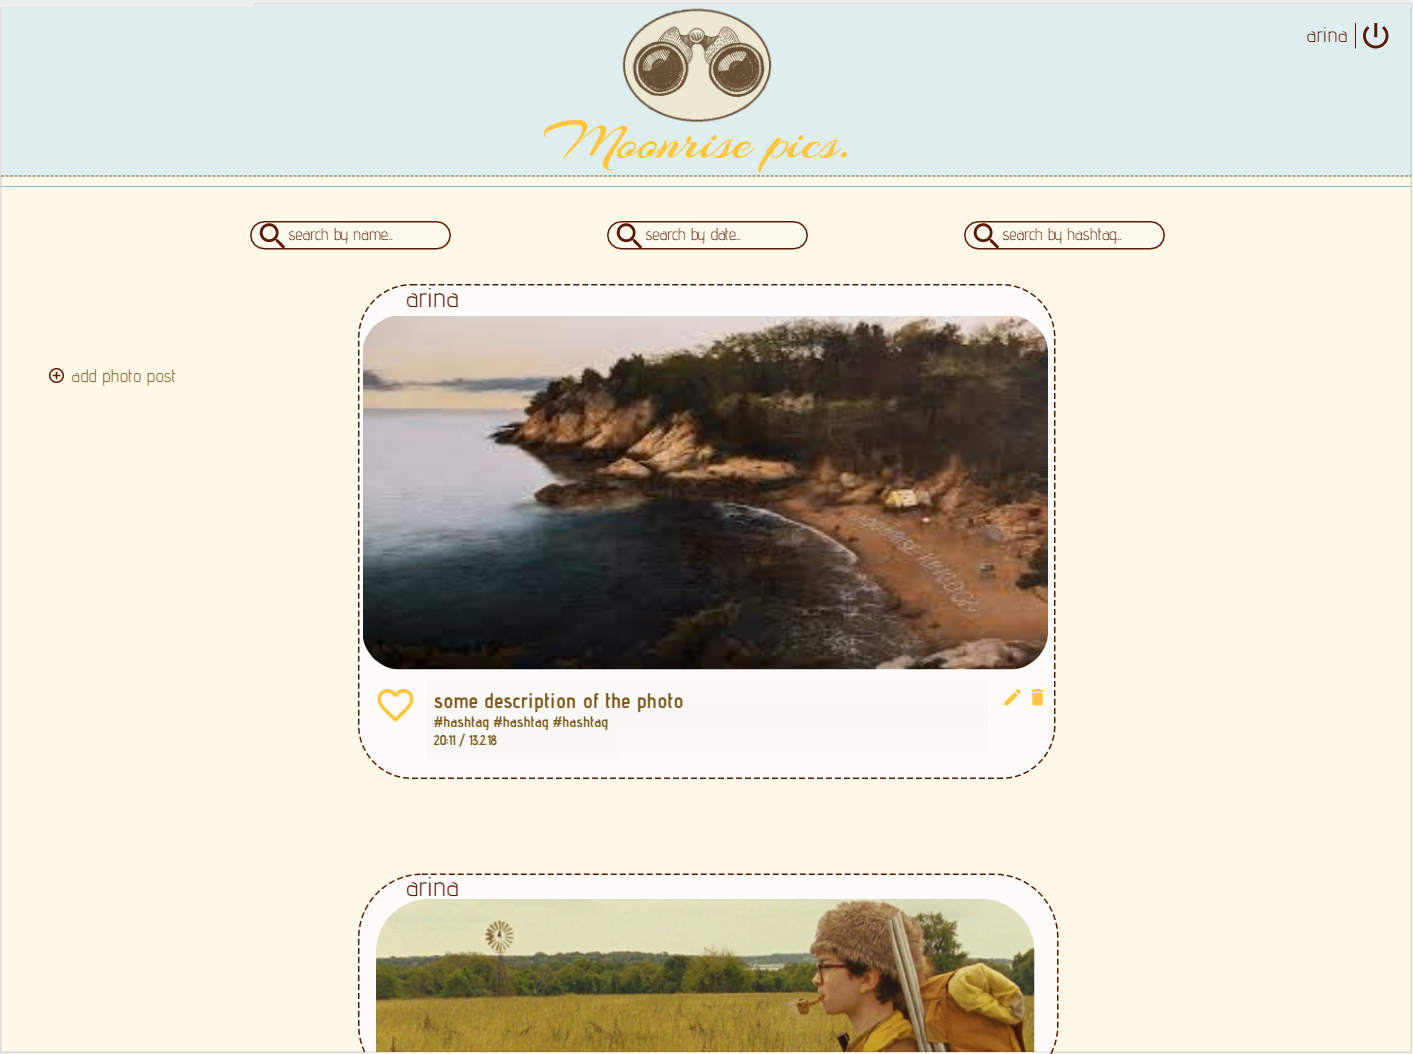 arina
Moonrise pics.
search by name..
search by date..
search by hashtag..
arina
add photo post
some description of the photo
#hashtag #hashtag #hashtag
20:11 / 13.2.18
arina